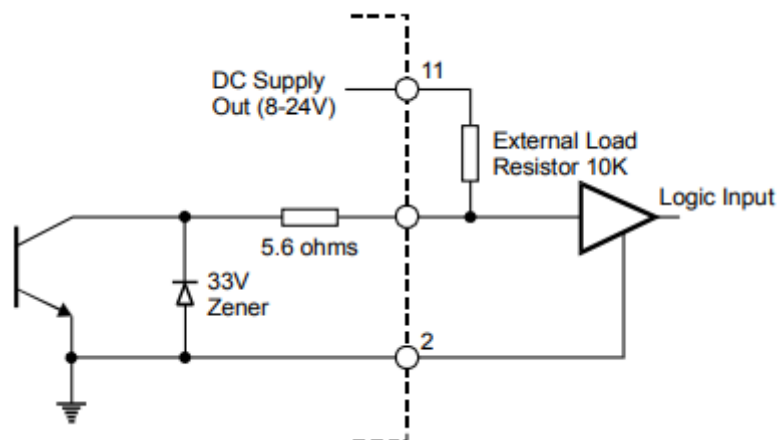 11
DC Supply
Out (8-24V)
External Load
Resistor 10K
Logic Input
5.6 ohms
33V
Zener
2